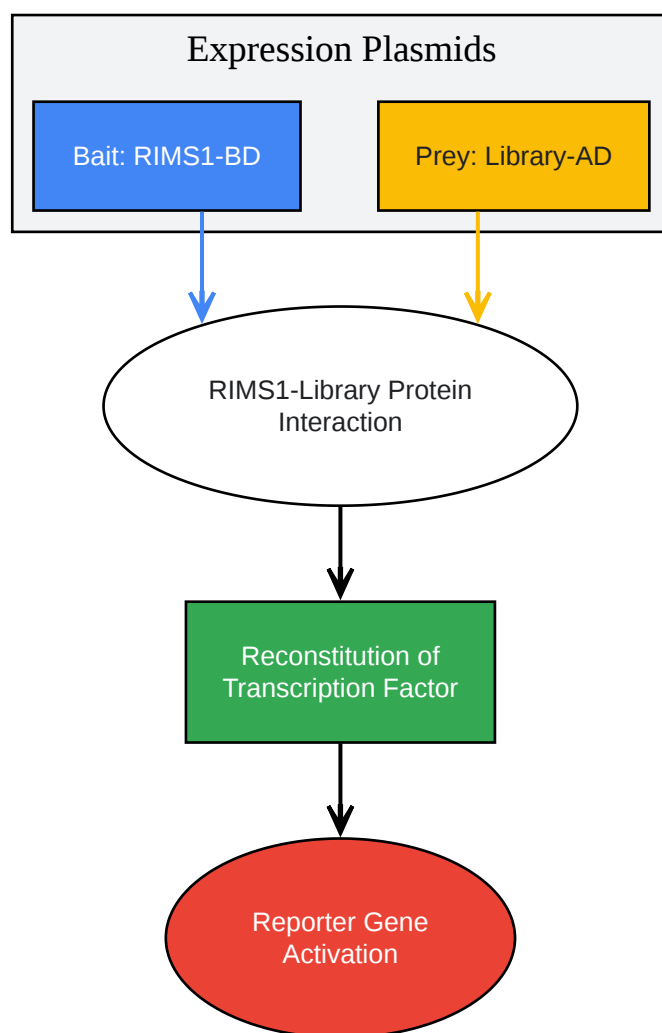 Expression Plasmids
Bait: RIMS1-BD
Prey: Library-AD
RIMS1-Library Protein
Interaction
Reconstitution of
Transcription Factor
Reporter Gene
Activation